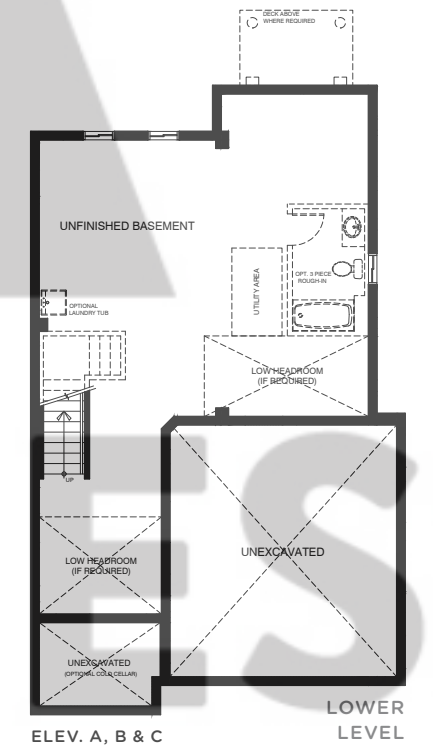 DECK ABOVE
WHERE REQUIRED
UNFINISHED BASEMENT
UTILITY AREA
OPT. 3 PIECE
ROUGH-IN
OPTIONAL
LAUNDRY TUB
LOW HEADROOM
(IF REQUIRED)
UP
LOW HEADROOM
(IF REQUIRED)
UNEXCAVATED
UNEXCAVATED
(OPTIONAL COLD CELLAR)
ES
LOWER
LEVEL
ELEV. A, B & C